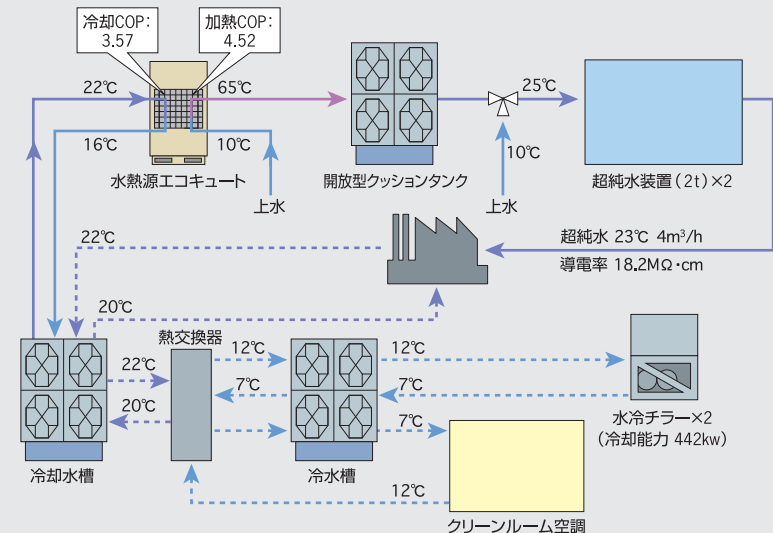 冷却COP:
3.57
加熱COP:
4.52
22℃
65℃
16℃
10℃
水熱源エコキュート
上水
開放型クッションタンク
25℃
10℃
上水
超純水装置(2t)×2
22℃
20℃
超純水 23℃ 4m³/h
導電率 18.2MΩ・cm
熱交換器
22℃
20℃
12℃
7℃
12℃
7℃
7℃
12℃
冷却水槽
冷水槽
水冷チラー×2
(冷却能力 442kw)
クリーンルーム空調